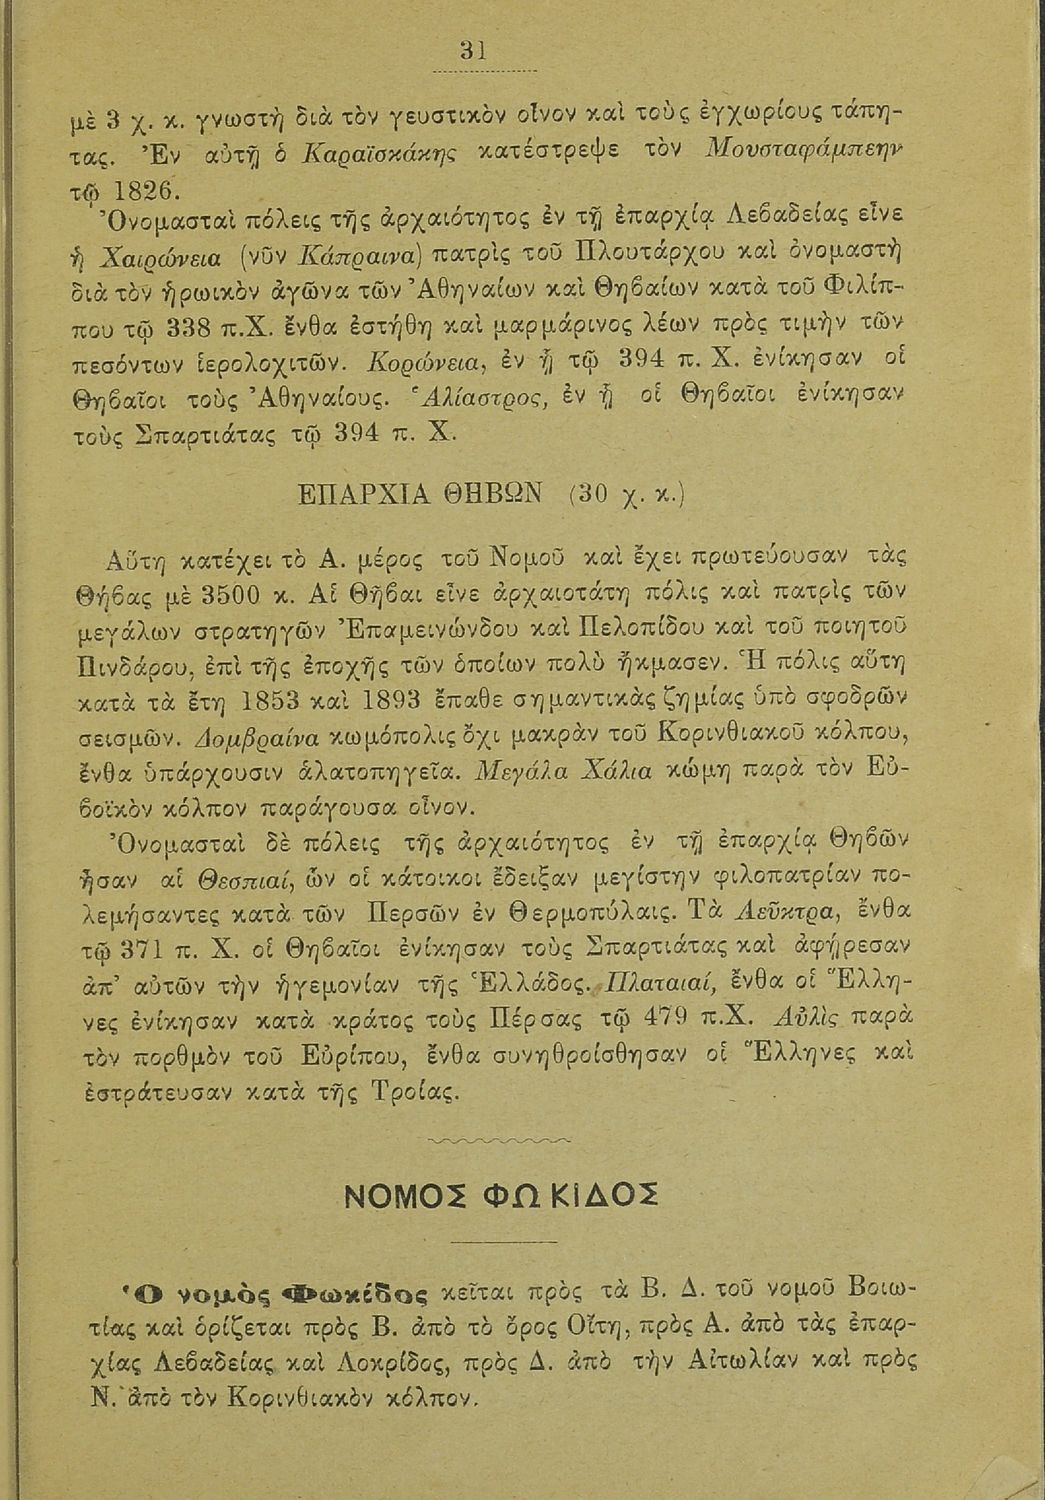 31
μὲ 3 χ. κ. γνωστὴ διὰ τὸν γευστικὸν οἶνον καὶ τοὺς ἐγχωρίους τάπη-
τας. Ἐν αὐτῇ ὁ Καραϊσκάκης κατέστρεψε τὸν Μουσταφάμπεην
τῷ 1826.
Ὀνομασταὶ πόλεις τῆς ἀρχαιότητος ἐν τῇ ἐπαρχίᾳ Λεβαδείας εἶνε
ἡ Χαιρώνεια (νῦν Κάπραινα) πατρὶς τοῦ Πλουτάρχου καὶ ὀνομαστὴ
διὰ τὸν ἡρωικὸν ἀγῶνα τῶν Ἀθηναίων καὶ Θηβαίων κατὰ τοῦ Φιλίπ-
που τῷ 338 π.Χ. ἔνθα ἐστήθη καὶ μαρμάρινος λέων πρὸς τιμὴν τῶν
πεσόντων ἱερολοχιτῶν. Κορώνεια, ἐν ᾗ τῷ 394 π. Χ. ἐνίκησαν οἱ
Θηβαῖοι τοὺς Ἀθηναίους. Ἁλίαστρος, ἐν ᾗ οἱ Θηβαῖοι ἐνίκησαν
τοὺς Σπαρτιάτας τῷ 394 π. Χ.
ΕΠΑΡΧΙΑ ΘΗΒΩΝ (30 χ. κ.)
Αὕτη κατέχει τὸ Α. μέρος τοῦ Νομοῦ καὶ ἔχει πρωτεύουσαν τὰς
Θήβας μὲ 3500 κ. Αἱ Θῆβαι εἶνε ἀρχαιοτάτη πόλις καὶ πατρὶς τῶν
μεγάλων στρατηγῶν Ἐπαμεινώνδου καὶ Πελοπίδου καὶ τοῦ ποιητοῦ
Πινδάρου, ἐπὶ τῆς ἐποχῆς τῶν ὁποίων πολὺ ἤκμασεν. Ἡ πόλις αὕτη
κατὰ τὰ ἔτη 1853 καὶ 1893 ἔπαθε σημαντικὰς ζημίας ὑπὸ σφοδρῶν
σεισμῶν. Δομβραίνα κωμόπολις ὄχι μακρὰν τοῦ Κορινθιακοῦ κόλπου,
ἔνθα ὑπάρχουσιν ἁλατοπηγεῖα. Μεγάλα Χάλια κώμη παρὰ τὸν Εὐ-
βοϊκὸν κόλπον παράγουσα οἶνον.
Ὀνομασταὶ δὲ πόλεις τῆς ἀρχαιότητος ἐν τῇ ἐπαρχίᾳ Θηβῶν
ἦσαν αἱ Θεσπιαί, ὧν οἱ κάτοικοι ἔδειξαν μεγίστην φιλοπατρίαν πο-
λεμήσαντες κατὰ τῶν Περσῶν ἐν Θερμοπύλαις. Τὰ Λεῦκτρα, ἔνθα
τῷ 371 π. Χ. οἱ Θηβαῖοι ἐνίκησαν τοὺς Σπαρτιάτας καὶ ἀφῄρεσαν
ἀπ' αὐτῶν τὴν ἡγεμονίαν τῆς Ἑλλάδος. Πλαταιαί, ἔνθα οἱ Ἕλλη-
νες ἐνίκησαν κατὰ κράτος τοὺς Πέρσας τῷ 479 π.Χ. Αὐλὶς παρὰ
τὸν πορθμὸν τοῦ Εὐρίπου, ἔνθα συνηθροίσθησαν οἱ Ἕλληνες καὶ
ἐστράτευσαν κατὰ τῆς Τροίας.
ΝΟΜΟΣ ΦΩΚΙΔΟΣ
Ὁ νομὸς Φωκίδος κεῖται πρὸς τὰ Β. Δ. τοῦ νομοῦ Βοιω-
τίας καὶ ὁρίζεται πρὸς Β. ἀπὸ τὸ ὄρος Οἴτη, πρὸς Α. ἀπὸ τὰς ἐπαρ-
χίας Λεβαδείας καὶ Λοκρίδος, πρὸς Δ. ἀπὸ τὴν Αἰτωλίαν καὶ πρὸς
Ν. ἀπὸ τὸν Κορινθιακὸν κόλπον.